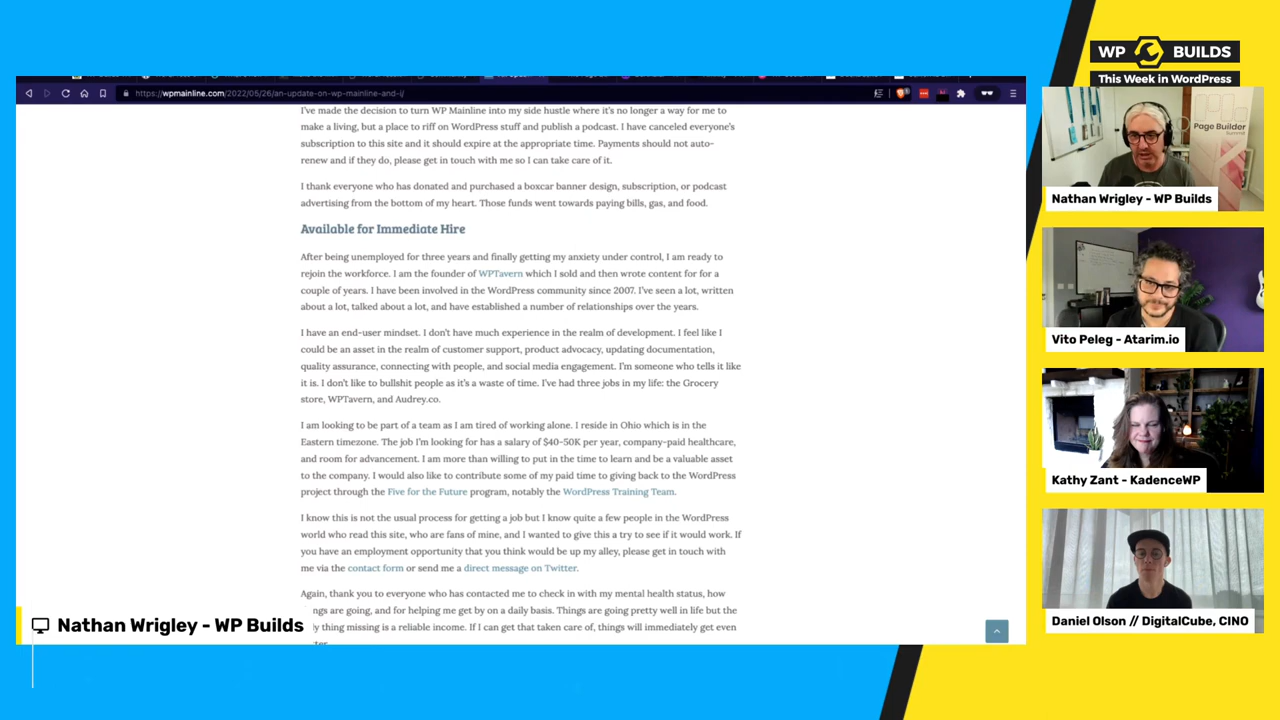 WP BUILDS
This Week in WordPress
https://wpmainline.com/2022/05/26/an-update-on-wp-mainline-and-i/
I've made the decision to turn WP Mainline into my side hustle where it's no longer a way for me to
make a living, but a place to riff on WordPress stuff and publish a podcast. I have canceled everyone's
subscription to this site and it should expire at the appropriate time. Payments should not auto-
renew and if they do, please get in touch with me so I can take care of it.
I thank everyone who has donated and purchased a boxcar banner design, subscription, or podcast
advertising from the bottom of my heart. Those funds went towards paying bills, gas, and food.
Available for Immediate Hire
After being unemployed for three years and finally getting my anxiety under control, I am ready to
rejoin the workforce. I am the founder of WPTavern which I sold and then wrote content for for a
couple of years. I have been involved in the WordPress community since 2007. I've seen a lot, written
about a lot, talked about a lot, and have established a number of relationships over the years.
I have an end-user mindset. I don't have much experience in the realm of development. I feel like I
could be an asset in the realm of customer support, product advocacy, updating documentation,
quality assurance, connecting with people, and social media engagement. I'm someone who tells it like
it is. I don't like to bullshit people as it's a waste of time. I've had three jobs in my life: the Grocery
store, WPTavern, and Audrey.co.
I am looking to be part of a team as I am tired of working alone. I reside in Ohio which is in the
Eastern timezone. The job I'm looking for has a salary of $40-50K per year, company-paid healthcare,
and room for advancement. I am more than willing to put in the time to learn and be a valuable asset
to the company. I would also like to contribute some of my paid time to giving back to the WordPress
project through the Five for the Future program, notably the WordPress Training Team.
I know this is not the usual process for getting a job but I know quite a few people in the WordPress
world who read this site, who are fans of mine, and I wanted to give this a try to see if it would work. If
you have an employment opportunity that you think would be up my alley, please get in touch with
me via the contact form or send me a direct message on Twitter.
Again, thank you to everyone who has contacted me to check in with my mental health status, how
ngs are going, and for helping me get by on a daily basis. Things are going pretty well in life but the
y thing missing is a reliable income. If I can get that taken care of, things will immediately get even
Nathan Wrigley - WP Builds
Page Builder
Summit
Nathan Wrigley - WP Builds
Vito Peleg - Atarim.io
Kathy Zant - KadenceWP
Daniel Olson // DigitalCube, CINO